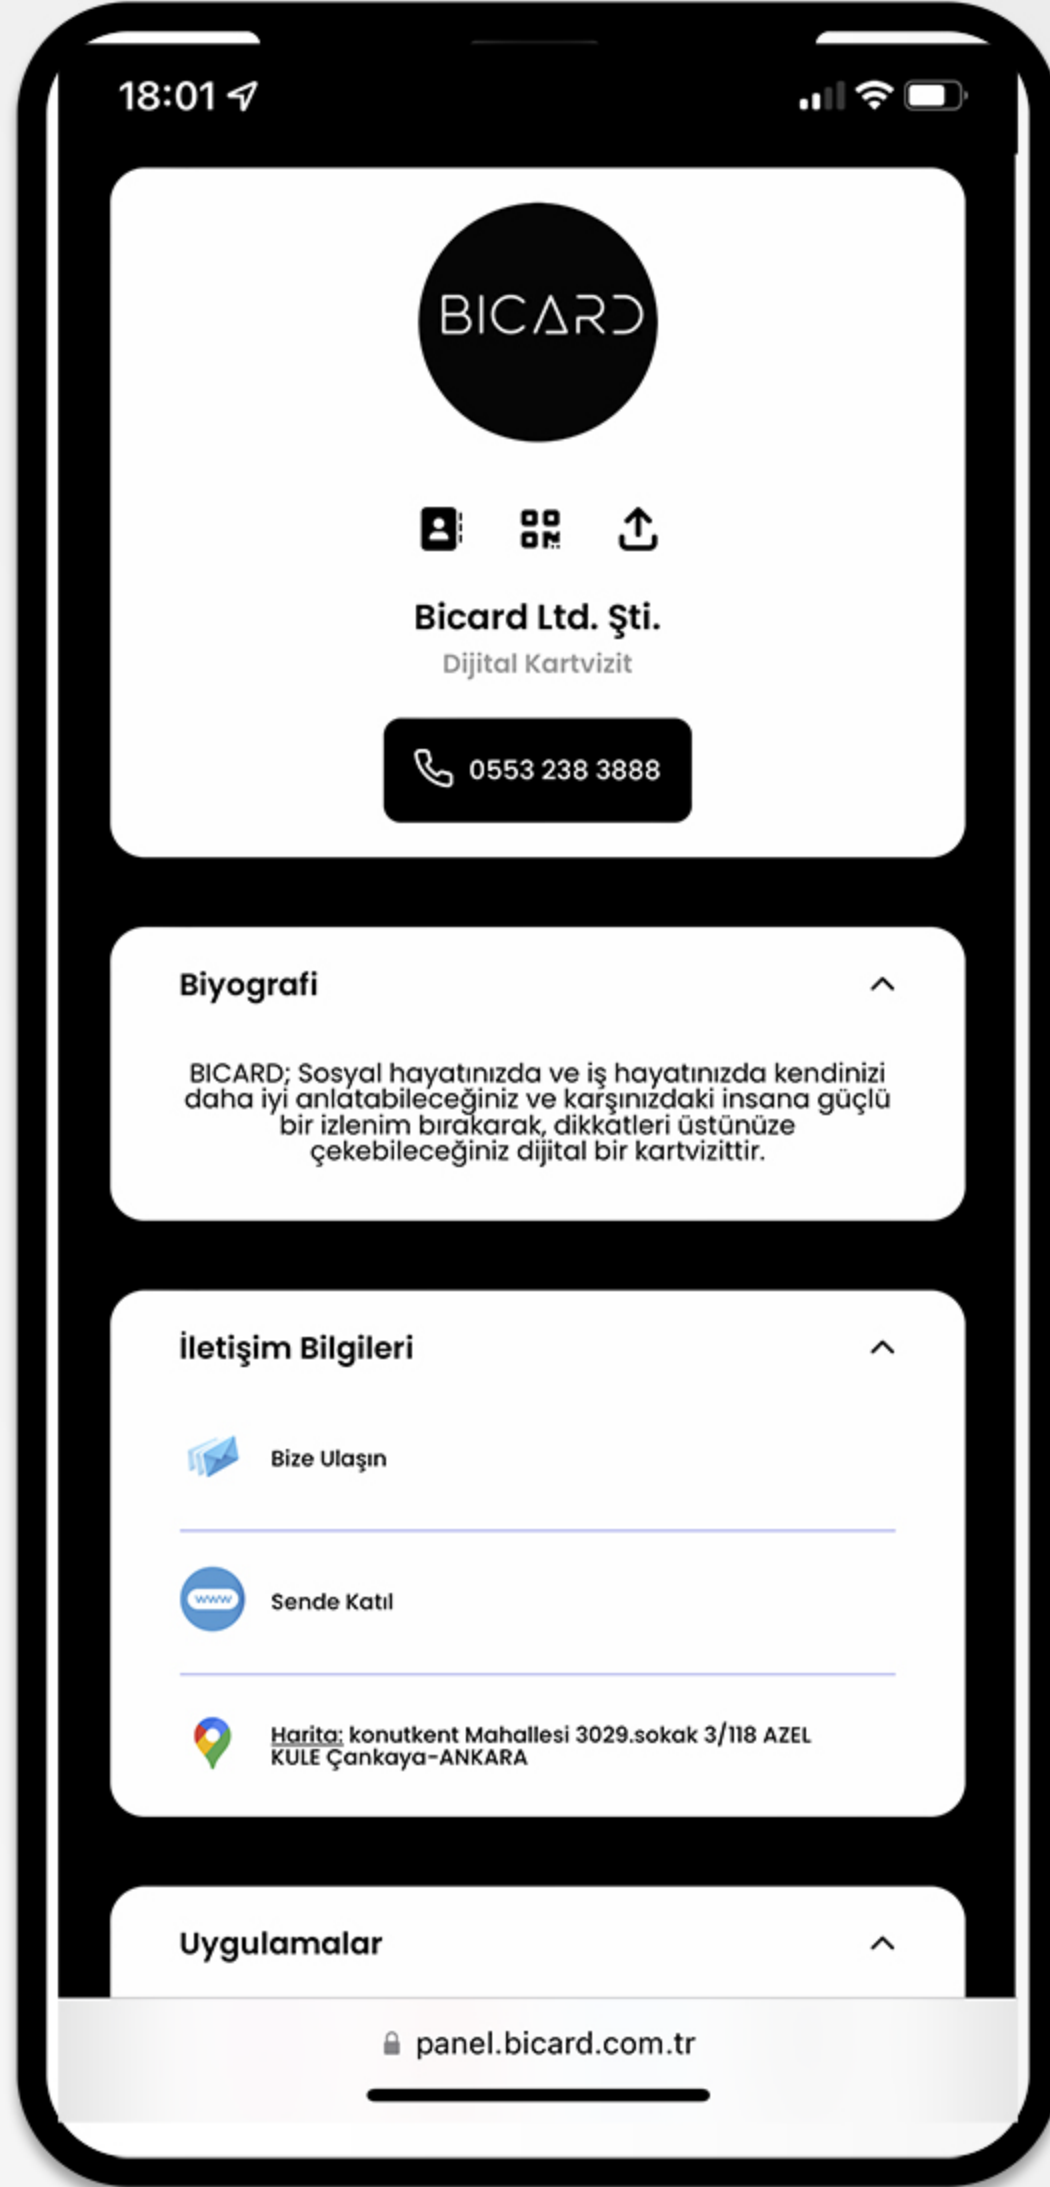 18:01
BICARD
Bicard Ltd. Şti.
Dijital Kartvizit
0553 238 3888
Biyografi
BICARD; Sosyal hayatınızda ve iş hayatınızda kendinizi
daha iyi anlatabileceğiniz ve karşınızdaki insana güçlü
bir izlenim bırakarak, dikkatleri üstünüze
çekebileceğiniz dijital bir kartvizittir.
İletişim Bilgileri
Bize Ulaşın
www
Sende Katıl
Harita: konutkent Mahallesi 3029.sokak 3/118 AZEL
KULE Çankaya-ANKARA
Uygulamalar
panel.bicard.com.tr